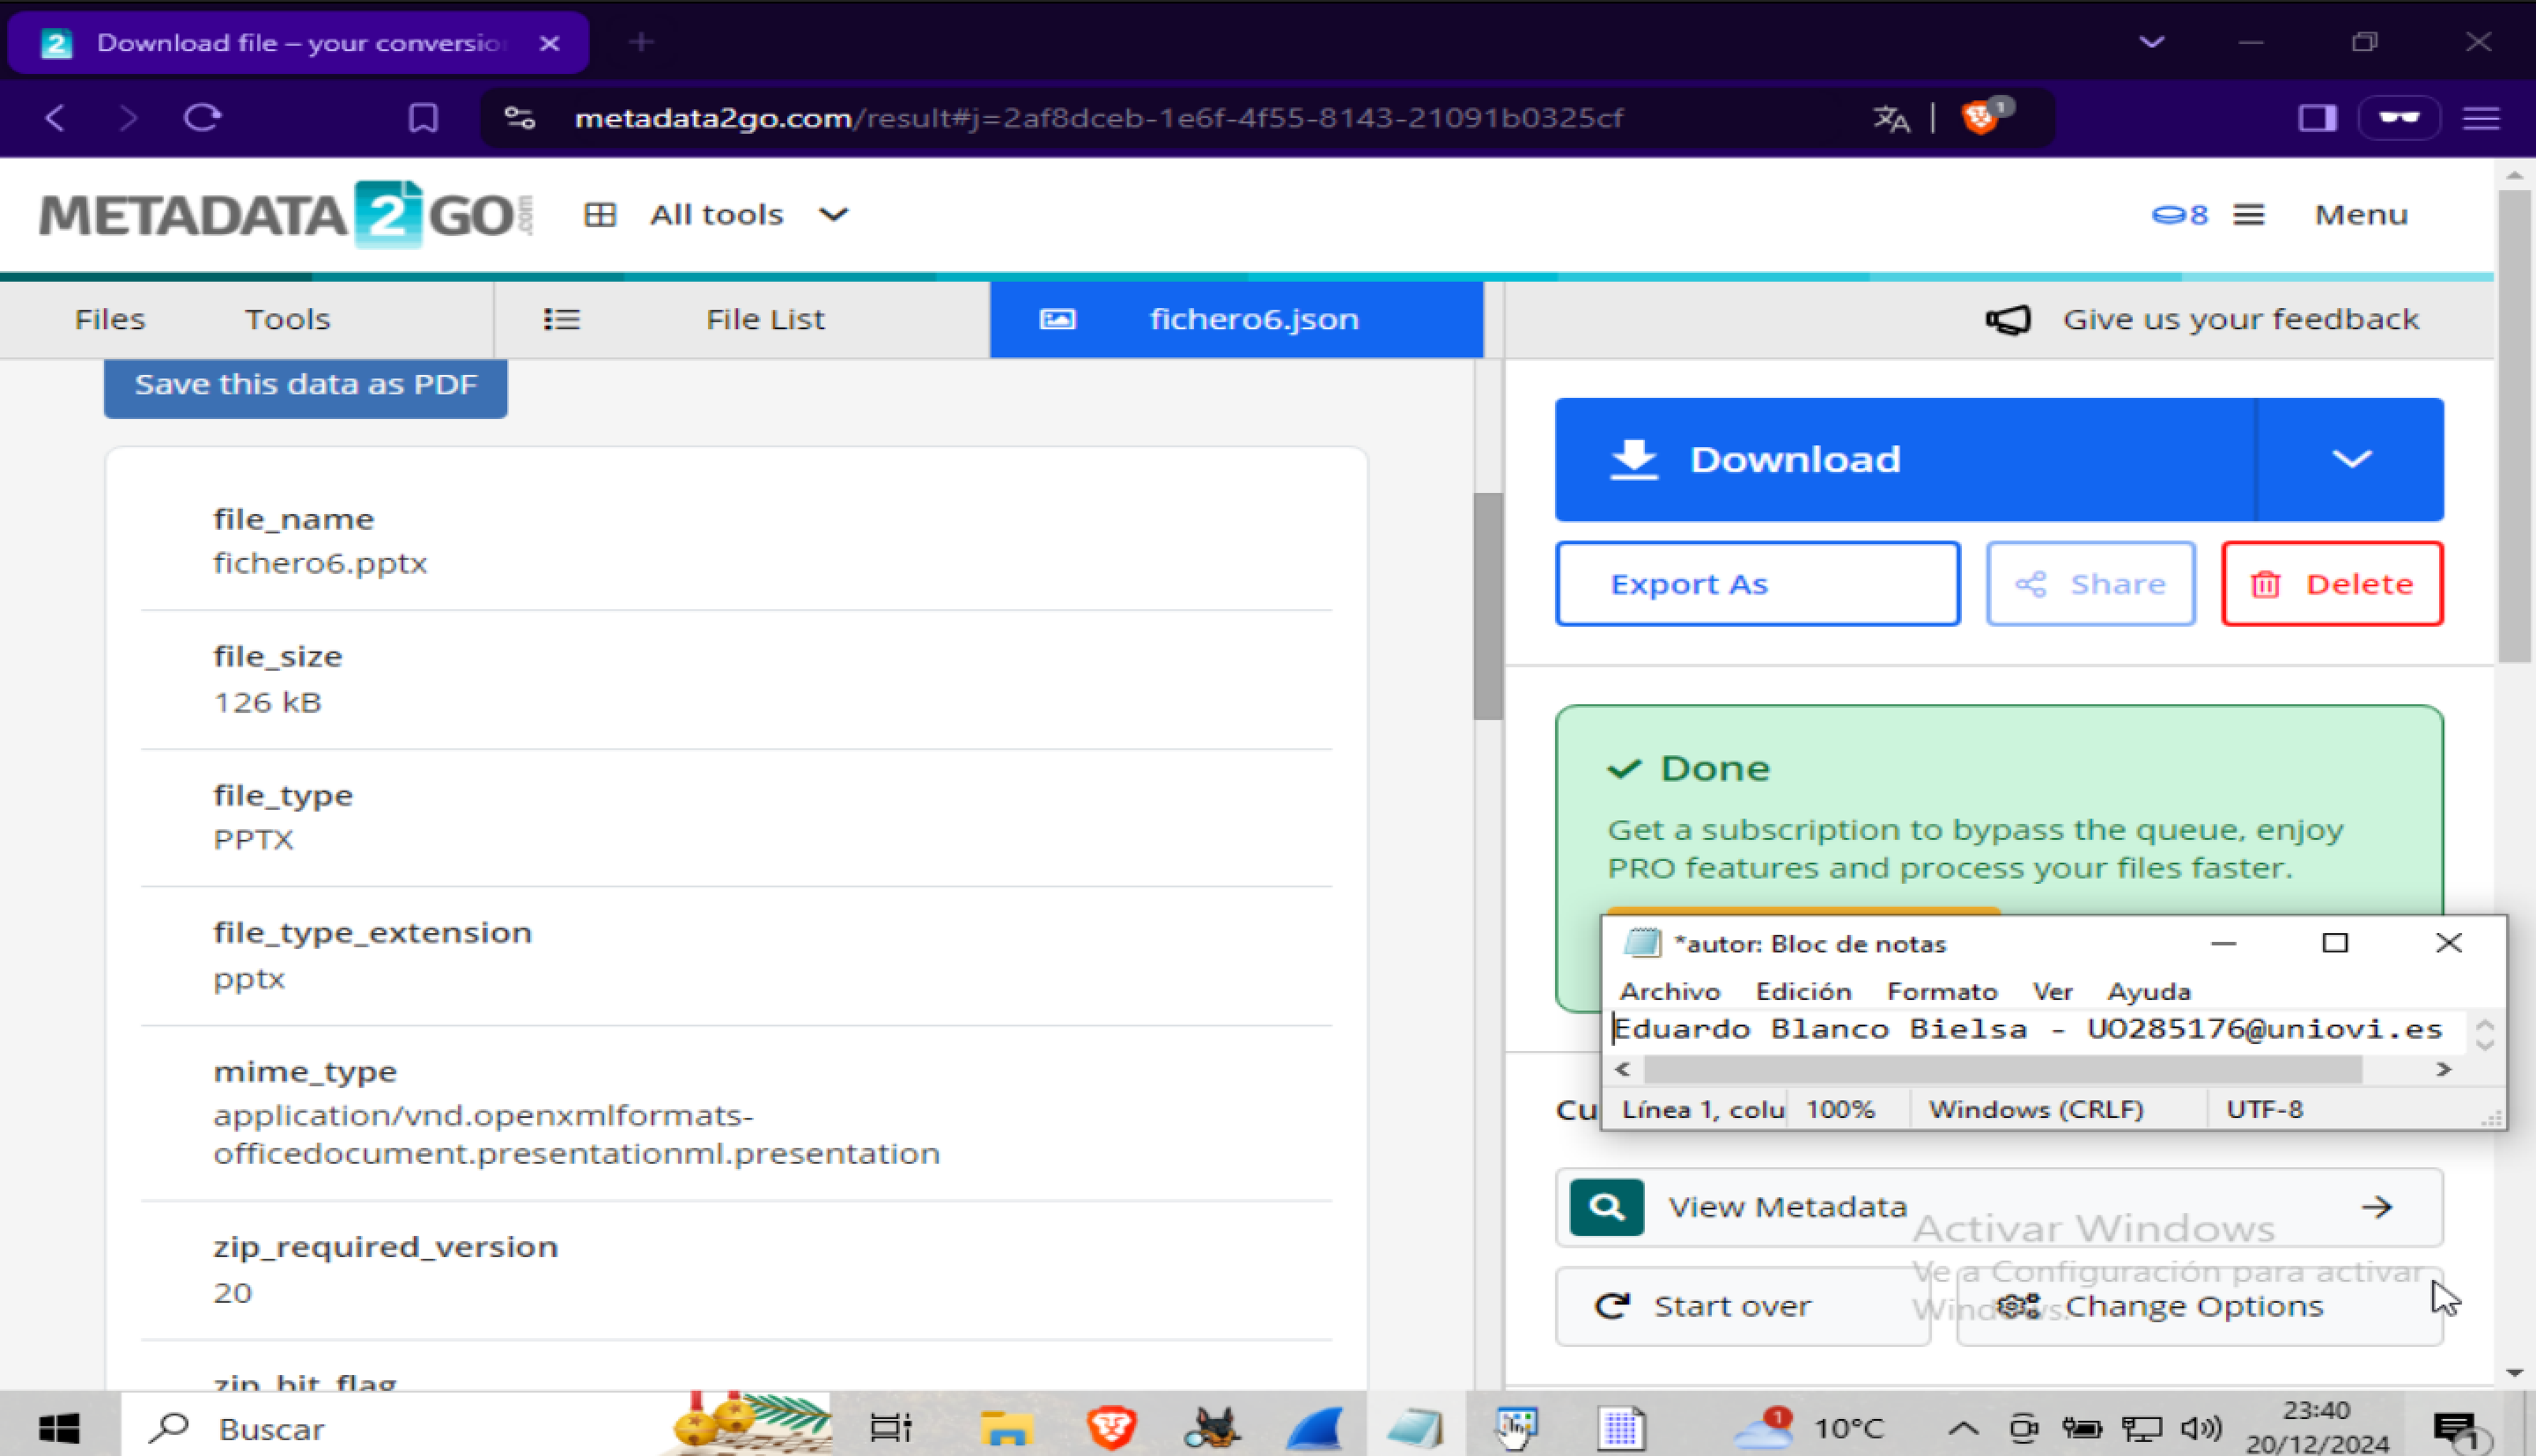 Download file – your conversio
metadata2go.com/result#j=2af8dceb-1e6f-4f55-8143-21091b0325cf
1
METADATA 2 GO .com
All tools
8
Menu
Files
Tools
File List
fichero6.json
Give us your feedback
Save this data as PDF
file_name
fichero6.pptx
file_size
126 kB
file_type
PPTX
file_type_extension
pptx
mime_type
application/vnd.openxmlformats-
officedocument.presentationml.presentation
zip_required_version
20
zip_bit_flag
Download
Export As
Share
Delete
Done
Get a subscription to bypass the queue, enjoy
PRO features and process your files faster.
*autor: Bloc de notas
Archivo Edición Formato Ver Ayuda
Eduardo Blanco Bielsa - UO285176@uniovi.es
Línea 1, colu
100%
Windows (CRLF)
UTF-8
Cu
View Metadata
Activar Windows
Ve a Configuración para activar
Windows.
Start over
Change Options
Buscar
1
10°C
23:40
20/12/2024
1